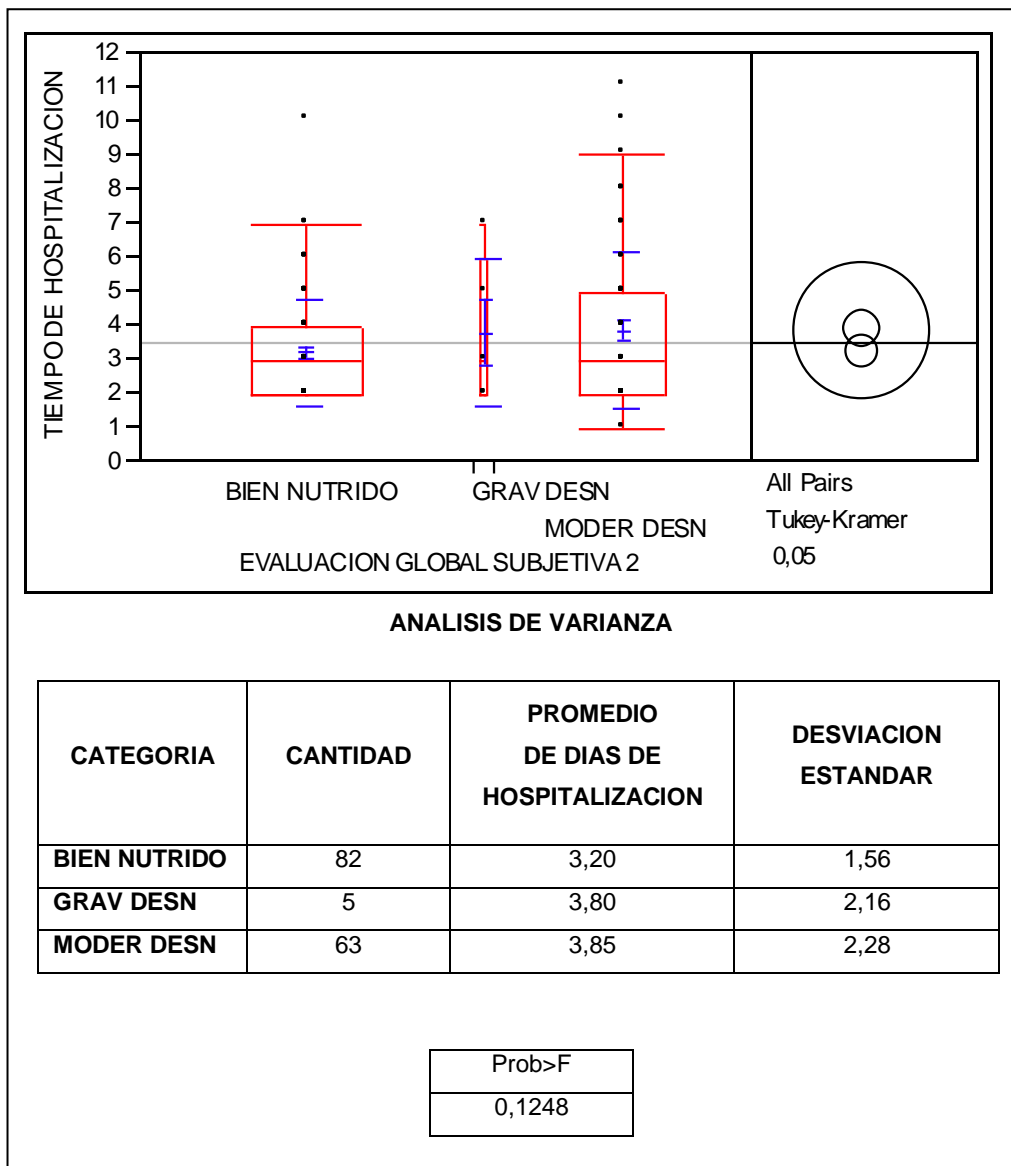 TIEMPO DE HOSPITALIZACION
12
11
10
9
8
7
6
5
4
3
2
1
0
BIEN NUTRIDO
GRAV DESN
MODER DESN
EVALUACION GLOBAL SUBJETIVA 2
All Pairs
Tukey-Kramer
0,05
ANALISIS DE VARIANZA
CATEGORIA
CANTIDAD
PROMEDIO
DE DIAS DE
HOSPITALIZACION
DESVIACION
ESTANDAR
BIEN NUTRIDO 82 3,20 1,56
GRAV DESN 5 3,80 2,16
MODER DESN 63 3,85 2,28
Prob>F
0,1248